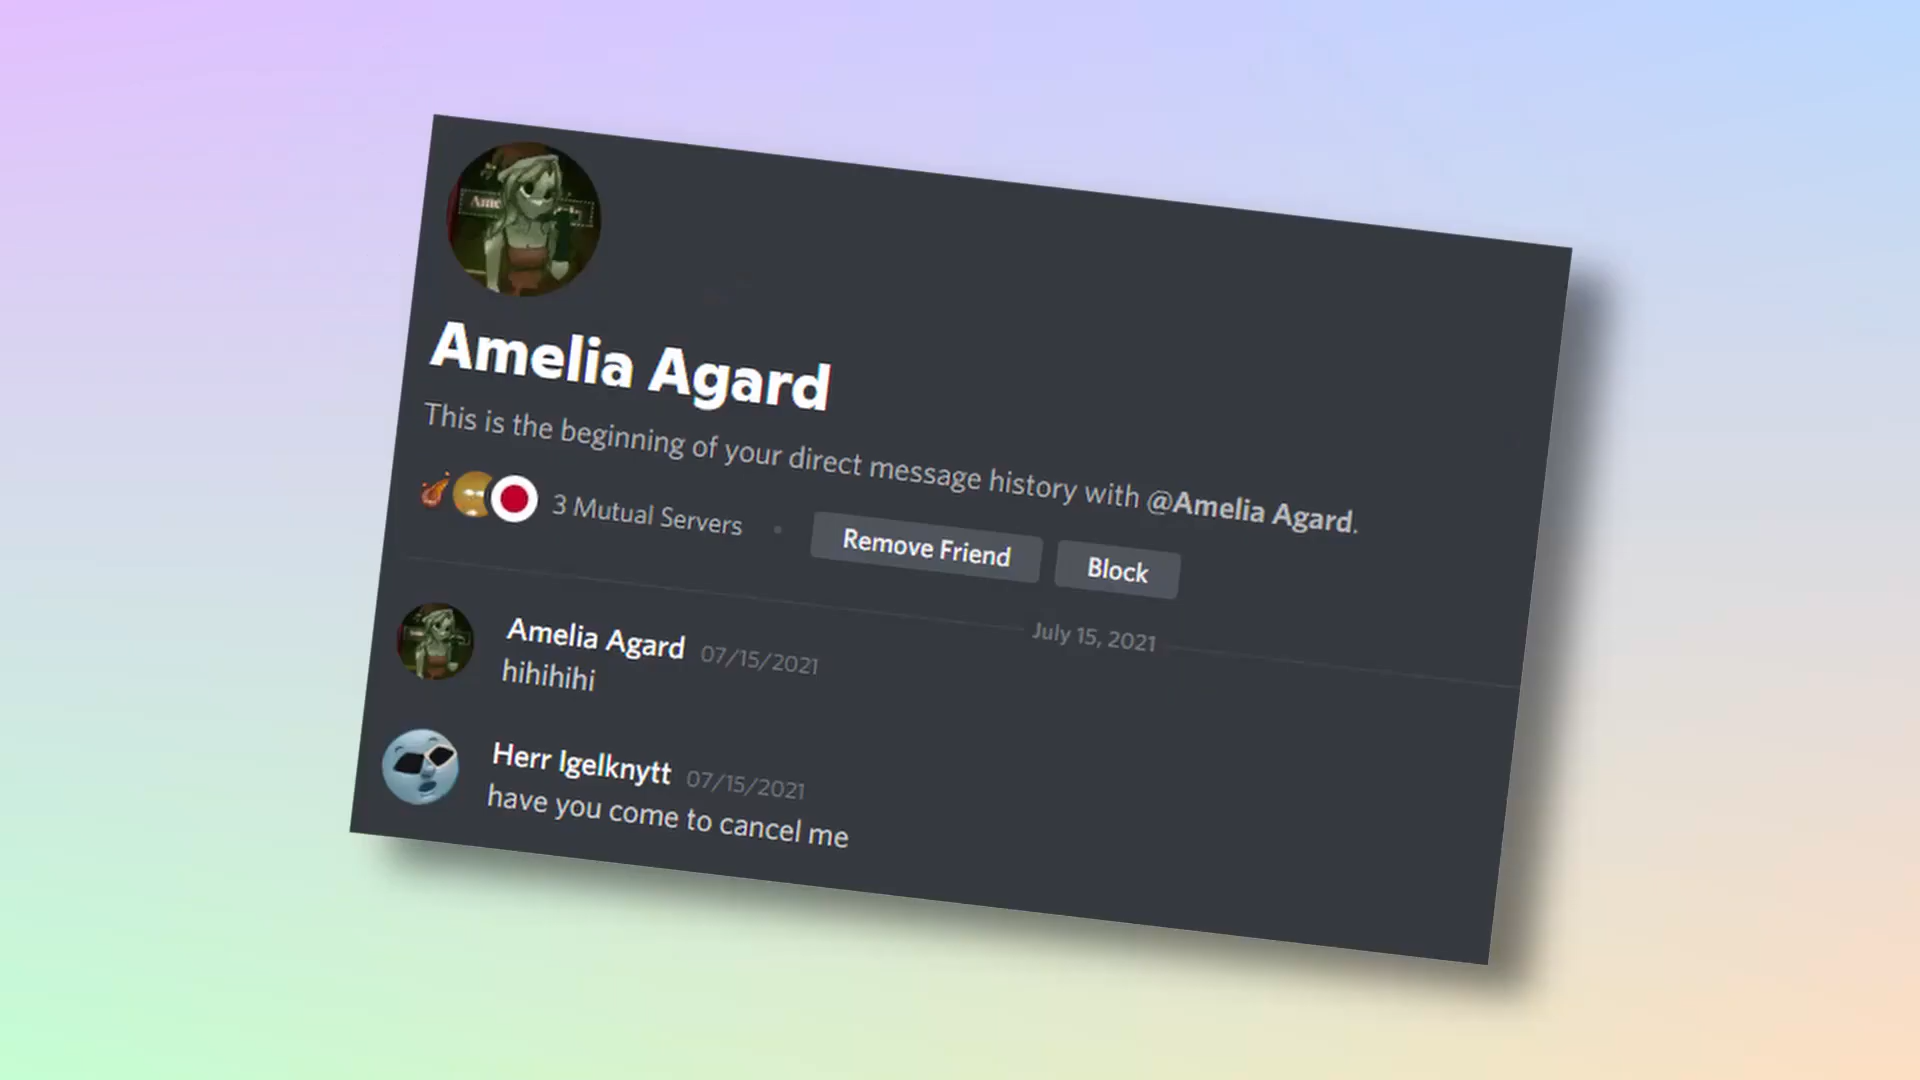 Ame
Amelia Agard
This is the beginning of your direct message history with @Amelia Agard.
3 Mutual Servers • Remove Friend Block
July 15, 2021
Amelia Agard 07/15/2021
hihihihi
Herr Igelknytt 07/15/2021
have you come to cancel me